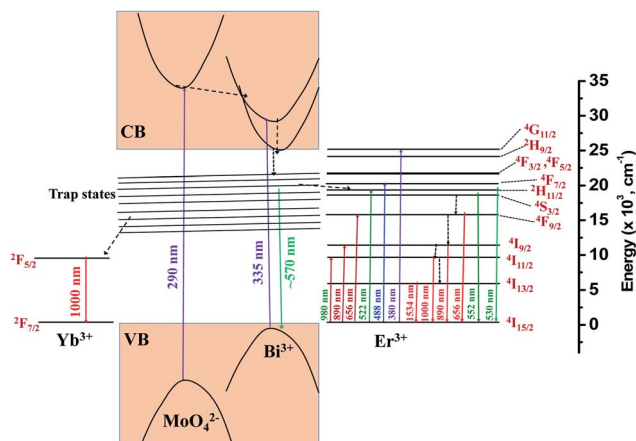 CB
Trap states
²F₅/₂
²F₇/₂
1000 nm
Yb³⁺
290 nm
335 nm
~570 nm
VB
Bi³⁺
MoO₄²⁻
980 nm
890 nm
656 nm
522 nm
488 nm
380 nm
1534 nm
1000 nm
890 nm
656 nm
552 nm
530 nm
Er³⁺
⁴G₁₁/₂
²H₉/₂
⁴F₃/₂,⁴F₅/₂
⁴F₇/₂
²H₁₁/₂
⁴S₃/₂
⁴F₉/₂
⁴I₉/₂
⁴I₁₁/₂
⁴I₁₃/₂
⁴I₁₅/₂
35
30
25
20
15
10
5
0
Energy (x 10³, cm⁻¹)